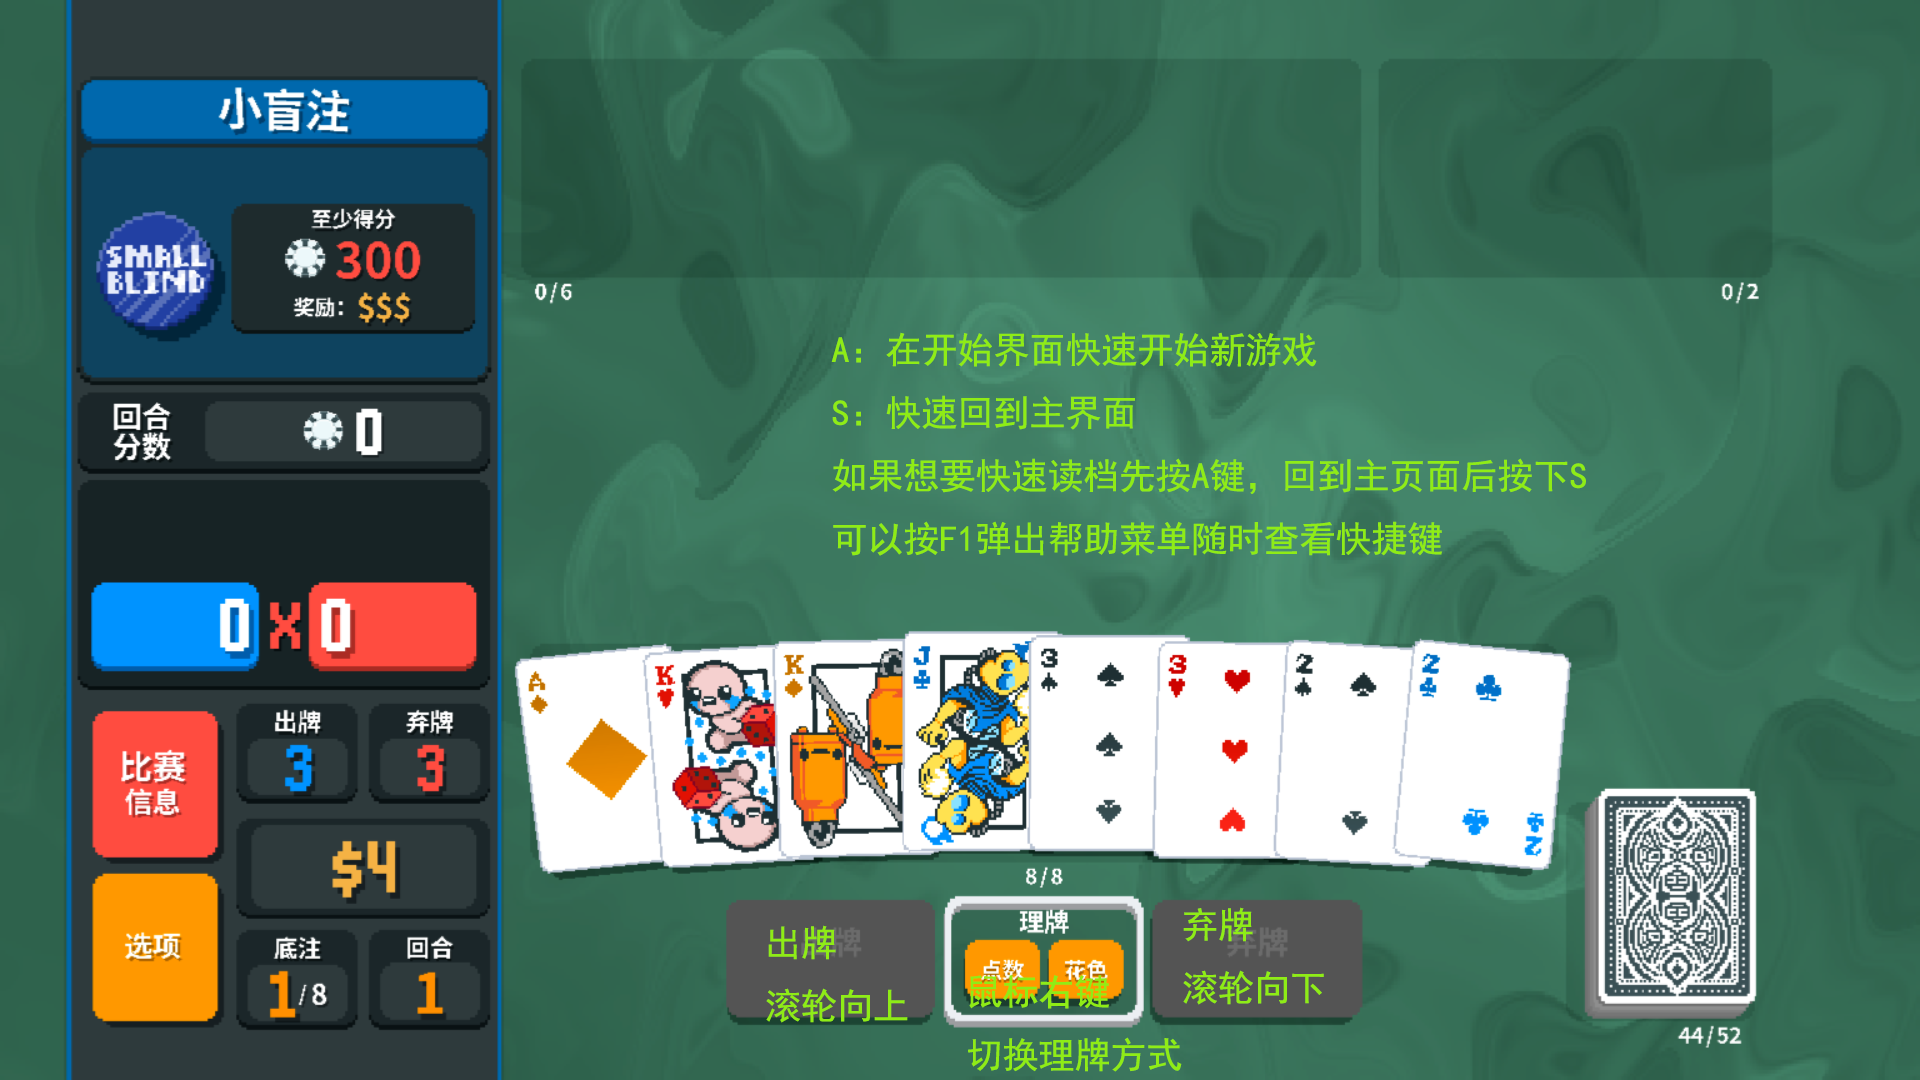 小盲注
SMALL
BLIND
至少得分
300
奖励：$$$
回合
分数
0
0 X 0
比赛
信息
出牌
3
弃牌
3
$4
选项
底注
1/8
回合
1
0/6
0/2
A: 在开始界面快速开始新游戏
S: 快速回到主界面
如果想要快速读档先按A键，回到主页面后按下S
可以按F1弹出帮助菜单随时查看快捷键
A
K
K
J
3
3
2
2
2
8/8
出牌
滚轮向上
理牌
点数
花色
鼠标右键
切换理牌方式
弃牌
弃牌
滚轮向下
44/52